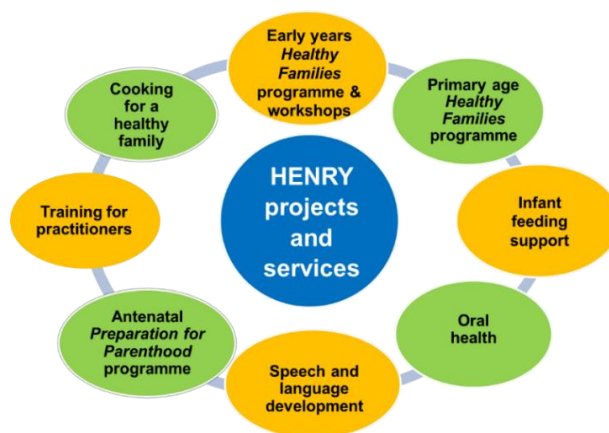 Early years
Healthy
Families
programme &
workshops
Primary age
Healthy
Families
programme
Infant
feeding
support
Oral
health
Speech and
language
development
Antenatal
Preparation for
Parenthood
programme
Training for
practitioners
Cooking
for a
healthy
family
HENRY
projects
and
services